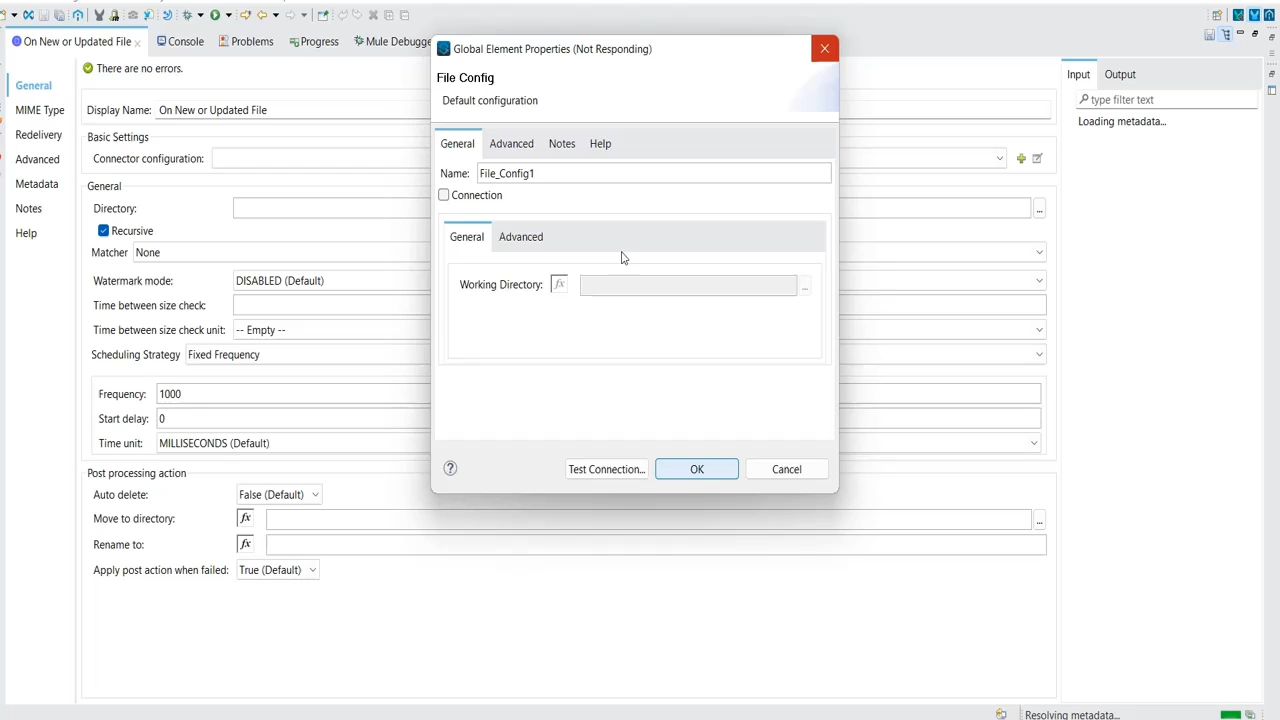 On New or Updated File
Console
Problems
Progress
Mule Debugge
Global Element Properties (Not Responding)
File Config
Default configuration
General
Advanced
Notes
Help
Name: File_Config1
Connection
General
Advanced
Working Directory: fx
...
Test Connection...
OK
Cancel
General
MIME Type
Redelivery
Advanced
Metadata
Notes
Help
There are no errors.
Display Name: On New or Updated File
Basic Settings
Connector configuration:
General
Directory:
...
Recursive
Matcher None
Watermark mode: DISABLED (Default)
Time between size check:
Time between size check unit: -- Empty --
Scheduling Strategy Fixed Frequency
Frequency: 1000
Start delay: 0
Time unit: MILLISECONDS (Default)
Post processing action
Auto delete: False (Default)
Move to directory: fx
...
Rename to: fx
Apply post action when failed: True (Default)
Input
Output
type filter text
Loading metadata...
Resolving metadata...